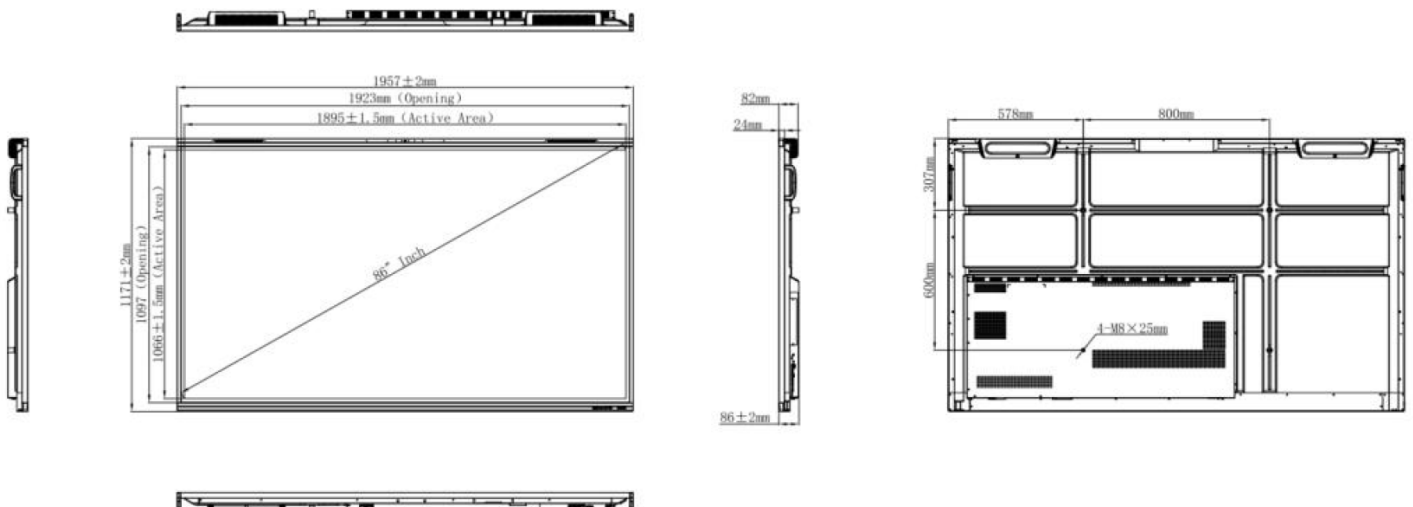 1957±2mm
1923mm (Opening)
1895±1.5mm (Active Area)
1171±2mm
1097 (Opening)
1066±1.5mm (Active Area)
86" Inch
82mm
24mm
86±2mm
578mm
800mm
307mm
600mm
4-M8×25mm